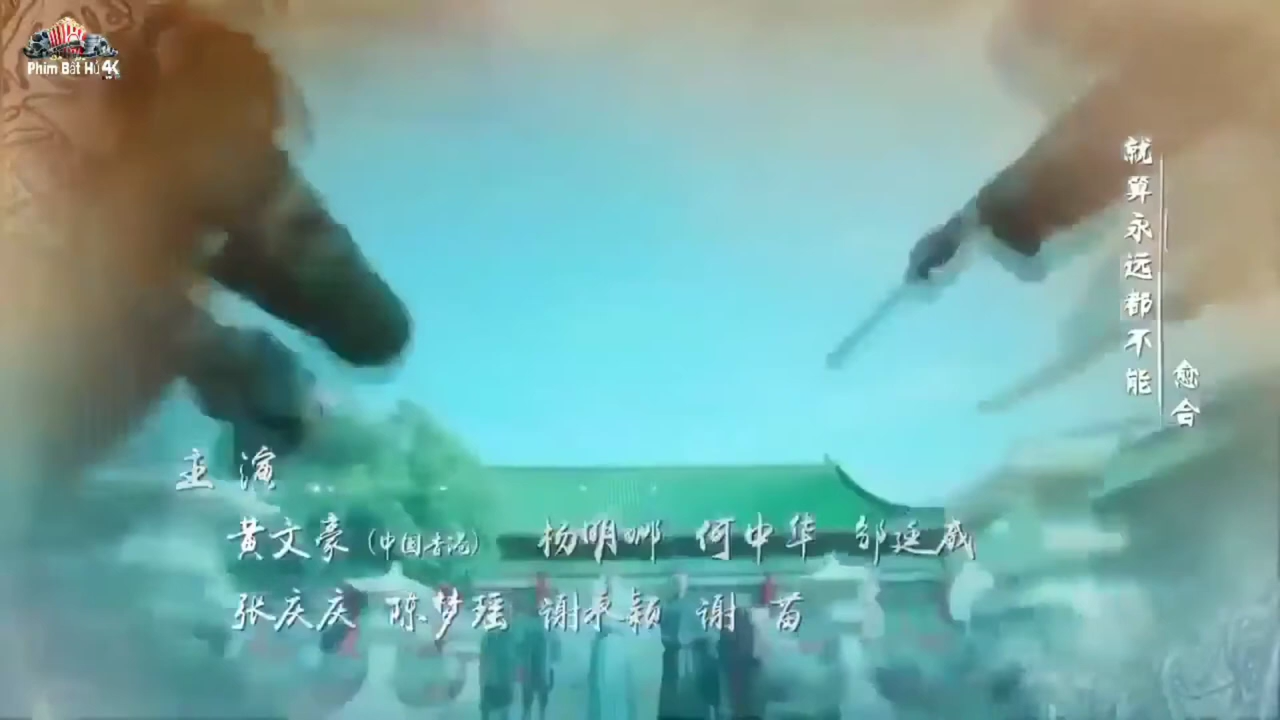 Phim Bất Hủ 4K
就算永远都不能
愈合
主演
黄文豪（中国香港） 杨明娜 何中华 邹廷威
张庆庆 陈梦瑶 谢承颖 谢苗